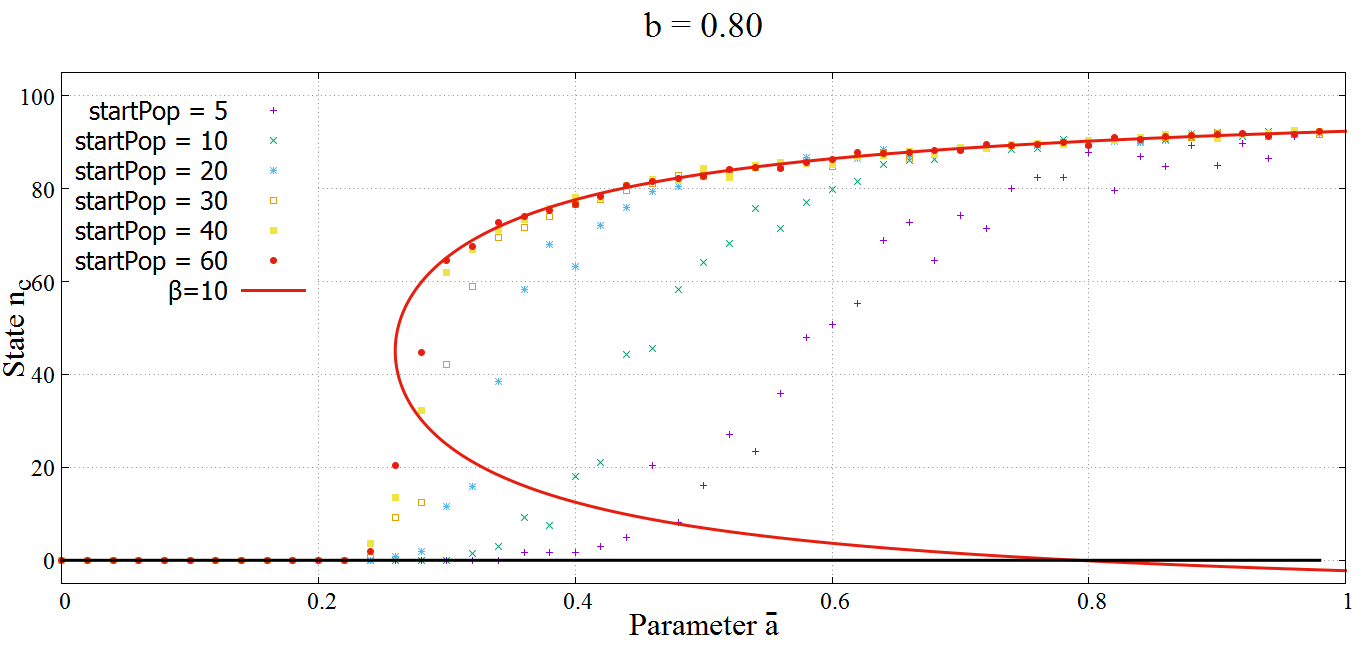 b = 0.80
startPop = 5
startPop = 10
startPop = 20
startPop = 30
startPop = 40
startPop = 60
β=10
100
80
60
40
20
0
State n_c
0
0.2
0.4
0.6
0.8
1
Parameter ā